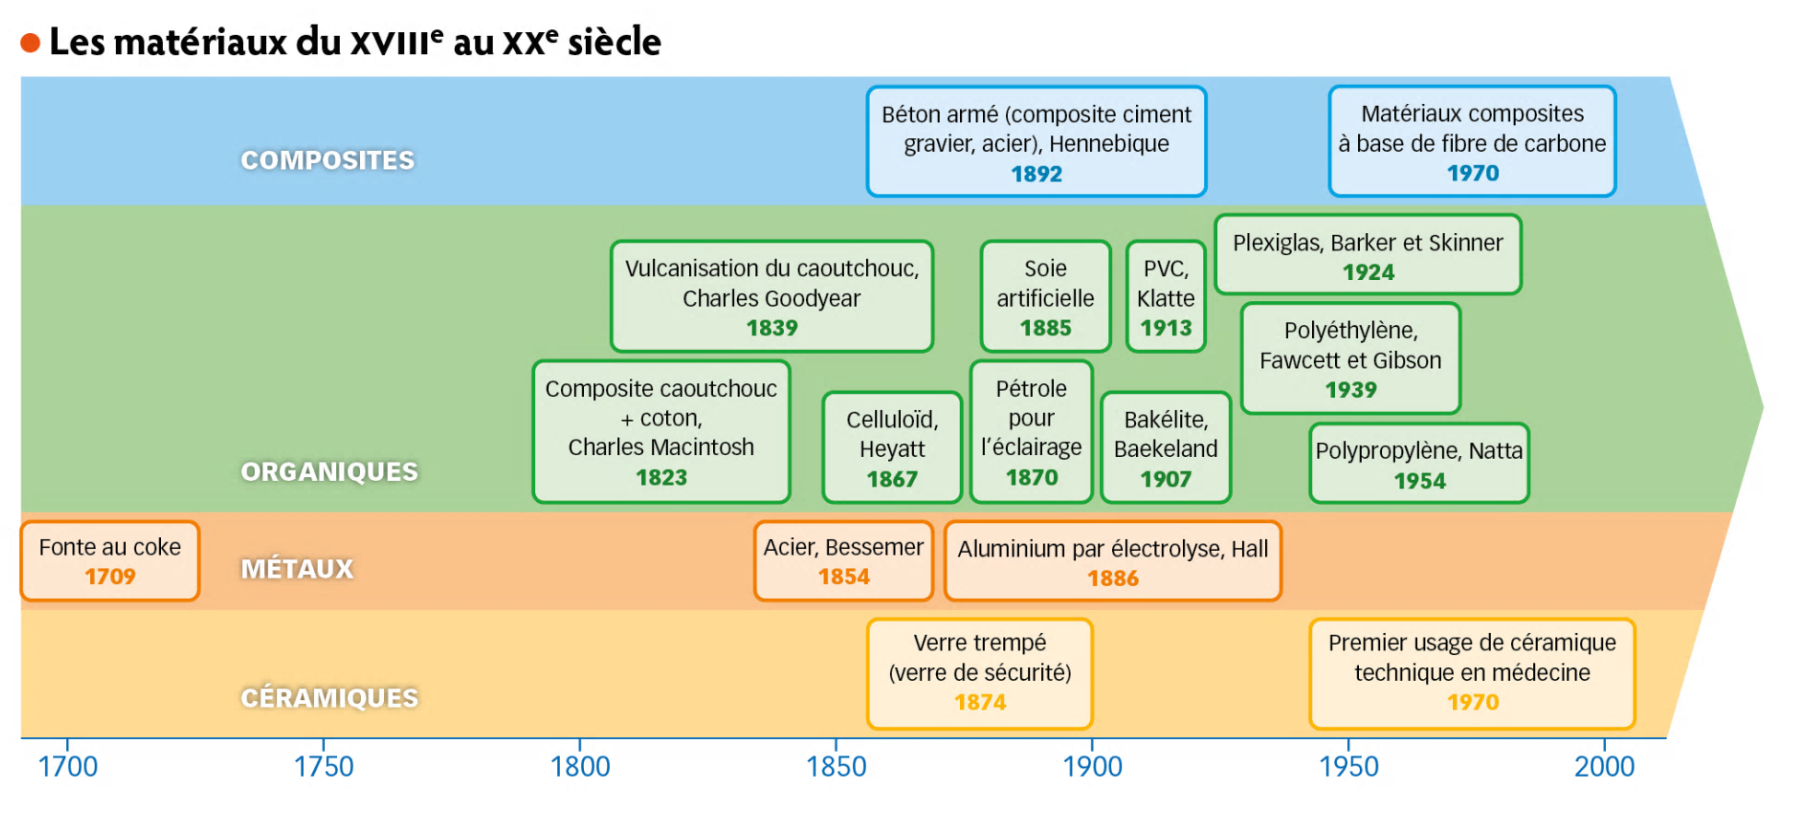 Les matériaux du XVIIIe au XXe siècle
COMPOSITES
Béton armé (composite ciment
gravier, acier), Hennebique
1892
Matériaux composites
à base de fibre de carbone
1970
ORGANIQUES
Composite caoutchouc
+ coton,
Charles Macintosh
1823
Vulcanisation du caoutchouc,
Charles Goodyear
1839
Celluloïd,
Heyatt
1867
Pétrole
pour
l'éclairage
1870
Soie
artificielle
1885
Bakélite,
Baekeland
1907
PVC,
Klatte
1913
Plexiglas, Barker et Skinner
1924
Polyéthylène,
Fawcett et Gibson
1939
Polypropylène, Natta
1954
Fonte au coke
1709
MÉTAUX
Acier, Bessemer
1854
Aluminium par électrolyse, Hall
1886
CÉRAMIQUES
Verre trempé
(verre de sécurité)
1874
Premier usage de céramique
technique en médecine
1970
1700 1750 1800 1850 1900 1950 2000